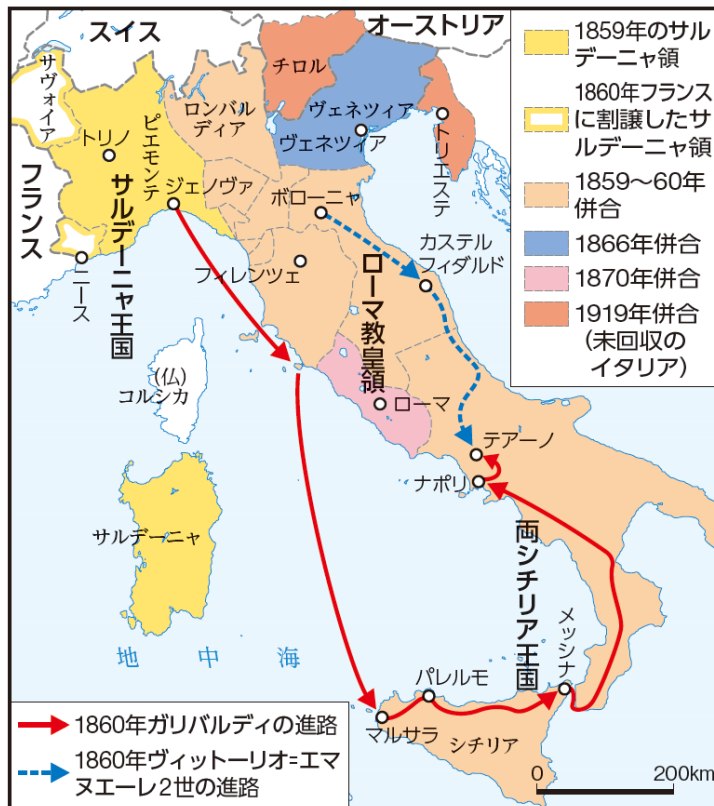 スイス
オーストリア
サヴォイア
チロル
ロンバル
ディア
ヴェネツィア
ヴェネツィア
トリノ
ピエモンテ
ジェノヴァ
トリエステ
フランス
サルデーニャ王国
ボローニャ
ニース
フィレンツェ
カステル
フィダルド
ローマ教皇領
(仏)
コルシカ
ローマ
テアーノ
ナポリ
サルデーニャ
両シチリア王国
メッシナ
地中海
パレルモ
マルサラ
シチリア
1859年のサル
デーニャ領
1860年フランス
に割譲したサ
ルデーニャ領
1859〜60年
併合
1866年併合
1870年併合
1919年併合
(未回収の
イタリア)
1860年ガリバルディの進路
1860年ヴィットーリオ=エマ
ヌエーレ2世の進路
0 200km